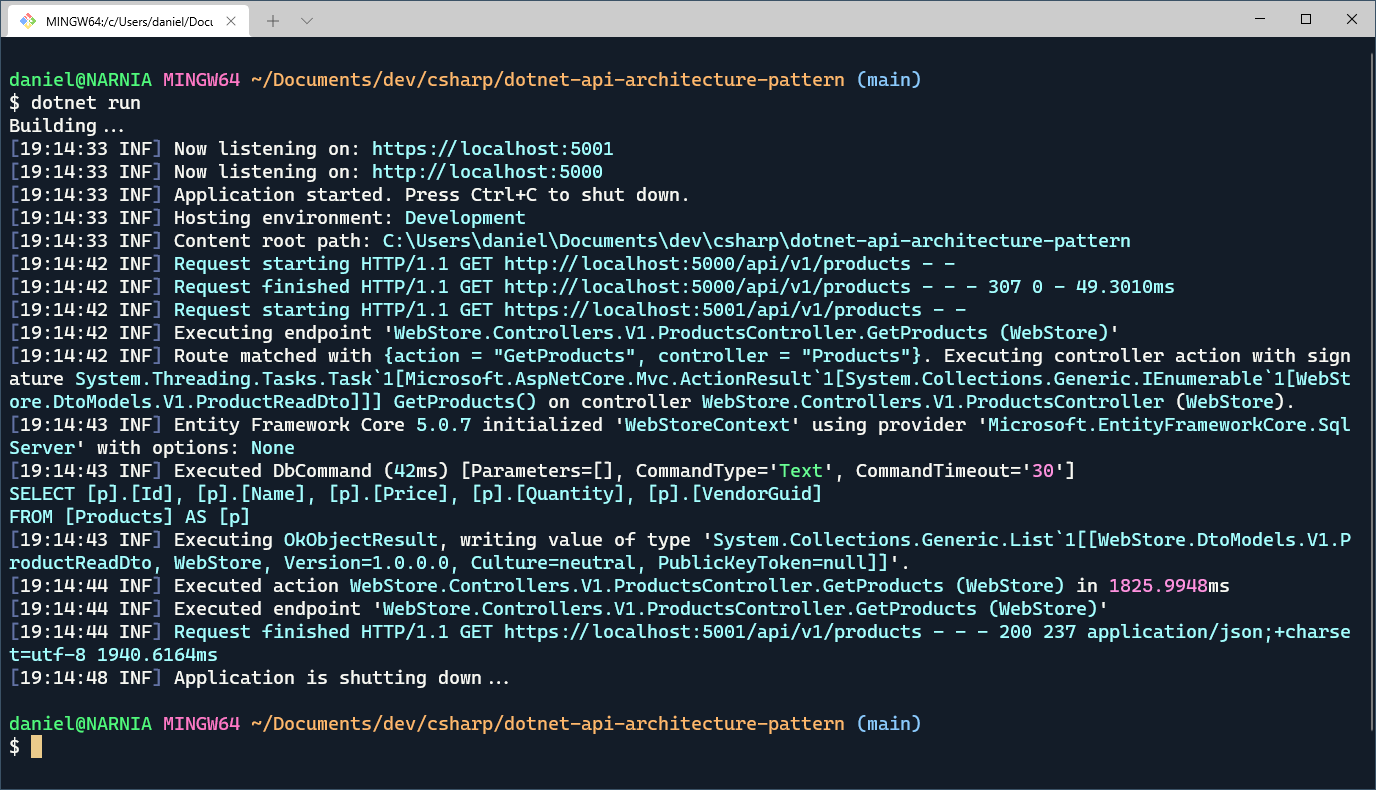 MINGW64:/c/Users/daniel/Docu
daniel@NARNIA MINGW64 ~/Documents/dev/csharp/dotnet-api-architecture-pattern (main)
$ dotnet run
Building...
[19:14:33 INF] Now listening on: https://localhost:5001
[19:14:33 INF] Now listening on: http://localhost:5000
[19:14:33 INF] Application started. Press Ctrl+C to shut down.
[19:14:33 INF] Hosting environment: Development
[19:14:33 INF] Content root path: C:\Users\daniel\Documents\dev\csharp\dotnet-api-architecture-pattern
[19:14:42 INF] Request starting HTTP/1.1 GET http://localhost:5000/api/v1/products - -
[19:14:42 INF] Request finished HTTP/1.1 GET http://localhost:5000/api/v1/products - - - 307 0 - 49.3010ms
[19:14:42 INF] Request starting HTTP/1.1 GET https://localhost:5001/api/v1/products - -
[19:14:42 INF] Executing endpoint 'WebStore.Controllers.V1.ProductsController.GetProducts (WebStore)'
[19:14:42 INF] Route matched with {action = "GetProducts", controller = "Products"}. Executing controller action with sign
ature System.Threading.Tasks.Task`1[Microsoft.AspNetCore.Mvc.ActionResult`1[System.Collections.Generic.IEnumerable`1[WebSt
ore.DtoModels.V1.ProductReadDto]]] GetProducts() on controller WebStore.Controllers.V1.ProductsController (WebStore).
[19:14:43 INF] Entity Framework Core 5.0.7 initialized 'WebStoreContext' using provider 'Microsoft.EntityFrameworkCore.Sql
Server' with options: None
[19:14:43 INF] Executed DbCommand (42ms) [Parameters=[], CommandType='Text', CommandTimeout='30']
SELECT [p].[Id], [p].[Name], [p].[Price], [p].[Quantity], [p].[VendorGuid]
FROM [Products] AS [p]
[19:14:43 INF] Executing OkObjectResult, writing value of type 'System.Collections.Generic.List`1[[WebStore.DtoModels.V1.P
roductReadDto, WebStore, Version=1.0.0.0, Culture=neutral, PublicKeyToken=null]]'.
[19:14:44 INF] Executed action WebStore.Controllers.V1.ProductsController.GetProducts (WebStore) in 1825.9948ms
[19:14:44 INF] Executed endpoint 'WebStore.Controllers.V1.ProductsController.GetProducts (WebStore)'
[19:14:44 INF] Request finished HTTP/1.1 GET https://localhost:5001/api/v1/products - - - 200 237 application/json;+charse
t=utf-8 1940.6164ms
[19:14:48 INF] Application is shutting down...
daniel@NARNIA MINGW64 ~/Documents/dev/csharp/dotnet-api-architecture-pattern (main)
$